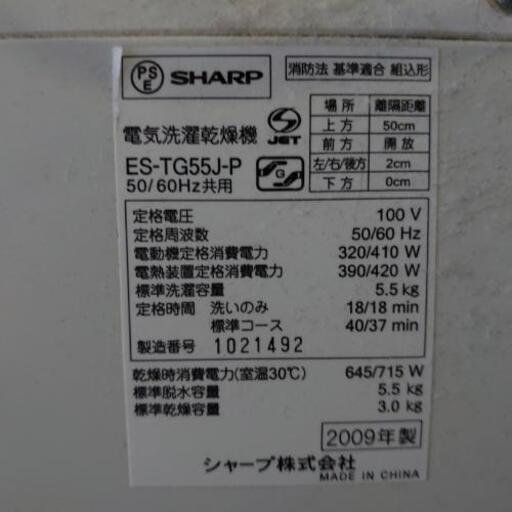 PSE SHARP
消防法 基準適合 組込形
場所 離隔距離
上方 50cm
前方 開放
左/右/後方 2cm
下方 0cm
電気洗濯乾燥機
JET
ES-TG55J-P
50/60Hz共用
G
定格電圧 100 V
定格周波数 50/60 Hz
電動機定格消費電力 320/410 W
電熱装置定格消費電力 390/420 W
標準洗濯容量 5.5 kg
定格時間 洗いのみ 18/18 min
標準コース 40/37 min
製造番号 1021492
乾燥時消費電力(室温30℃) 645/715 W
標準脱水容量 5.5 kg
標準乾燥容量 3.0 kg
2009年製
シャープ株式会社
MADE IN CHINA